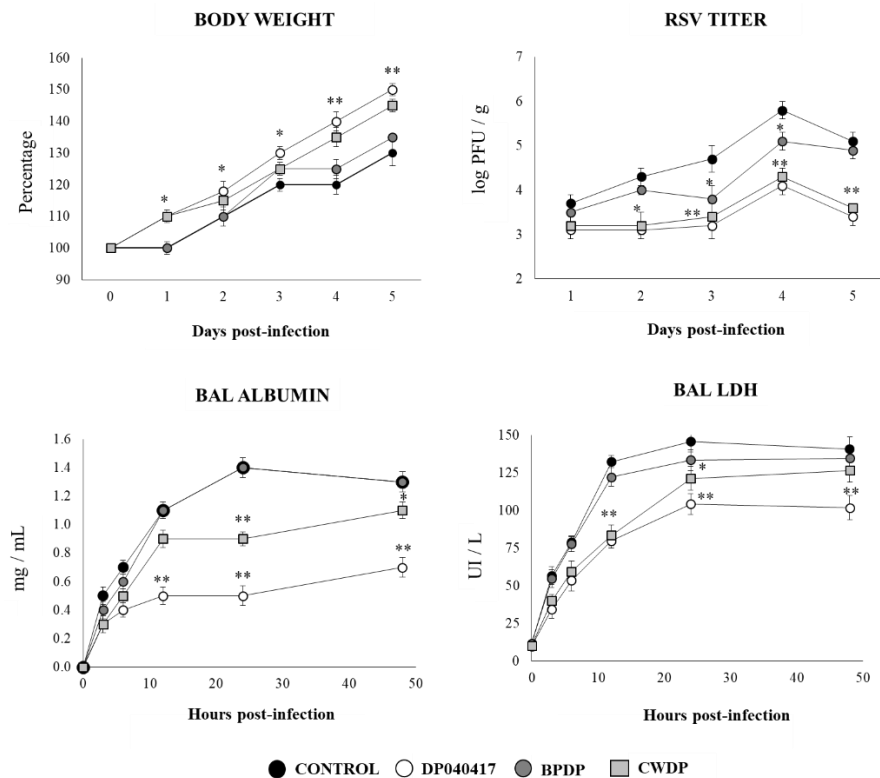 BODY WEIGHT
Percentage
160
150
140
130
120
110
100
90
* * * ** **
0 1 2 3 4 5
Days post-infection
RSV TITER
log PFU / g
7
6
5
4
3
2
* * ** * ** **
1 2 3 4 5
Days post-infection
BAL ALBUMIN
mg / mL
1.6
1.4
1.2
1.0
0.8
0.6
0.4
0.2
0.0
** ** ** * **
0 10 20 30 40 50
Hours post-infection
BAL LDH
UI / L
150
125
100
75
50
25
0
** * ** **
0 10 20 30 40 50
Hours post-infection
CONTROL DP040417 BPDP CWDP